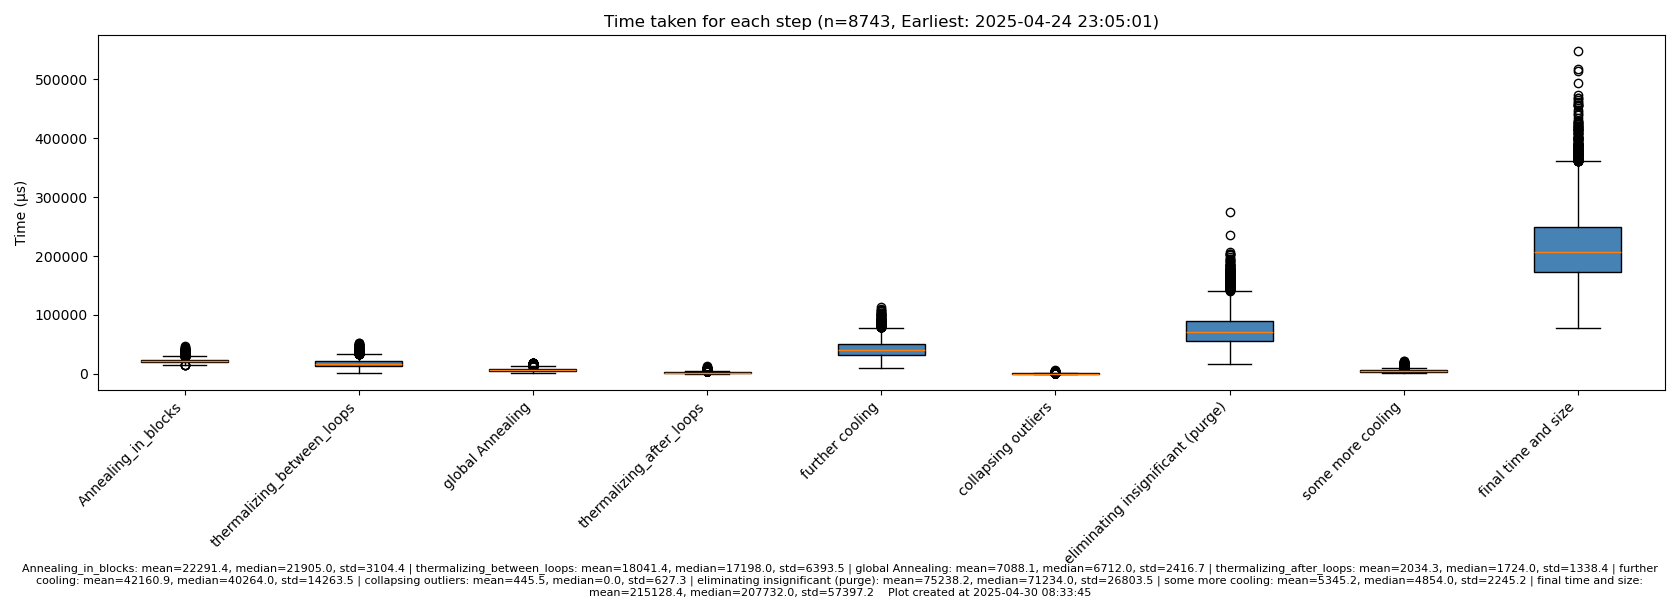 Time taken for each step (n=8743, Earliest: 2025-04-24 23:05:01)
Time (µs)
500000
400000
300000
200000
100000
0
Annealing_in_blocks
thermalizing_between_loops
global Annealing
thermalizing_after_loops
further cooling
collapsing outliers
eliminating insignificant (purge)
some more cooling
final time and size
Annealing_in_blocks: mean=22291.4, median=21905.0, std=3104.4 | thermalizing_between_loops: mean=18041.4, median=17198.0, std=6393.5 | global Annealing: mean=7088.1, median=6712.0, std=2416.7 | thermalizing_after_loops: mean=2034.3, median=1724.0, std=1338.4 | further
cooling: mean=42160.9, median=40264.0, std=14263.5 | collapsing outliers: mean=445.5, median=0.0, std=627.3 | eliminating insignificant (purge): mean=75238.2, median=71234.0, std=26803.5 | some more cooling: mean=5345.2, median=4854.0, std=2245.2 | final time and size:
mean=215128.4, median=207732.0, std=57397.2    Plot created at 2025-04-30 08:33:45